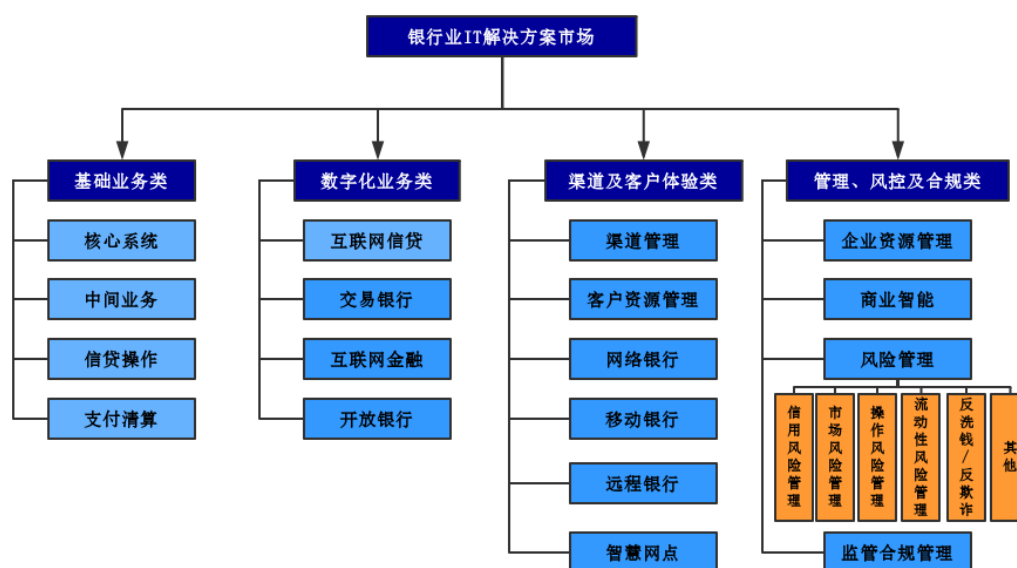 银行业IT解决方案市场
基础业务类
核心系统
中间业务
信贷操作
支付清算
数字化业务类
互联网信贷
交易银行
互联网金融
开放银行
渠道及客户体验类
渠道管理
客户资源管理
网络银行
移动银行
远程银行
智慧网点
管理、风控及合规类
企业资源管理
商业智能
风险管理
信用风险管理
市场风险管理
操作风险管理
流动性风险管理
反洗钱/反欺诈
其他
监管合规管理